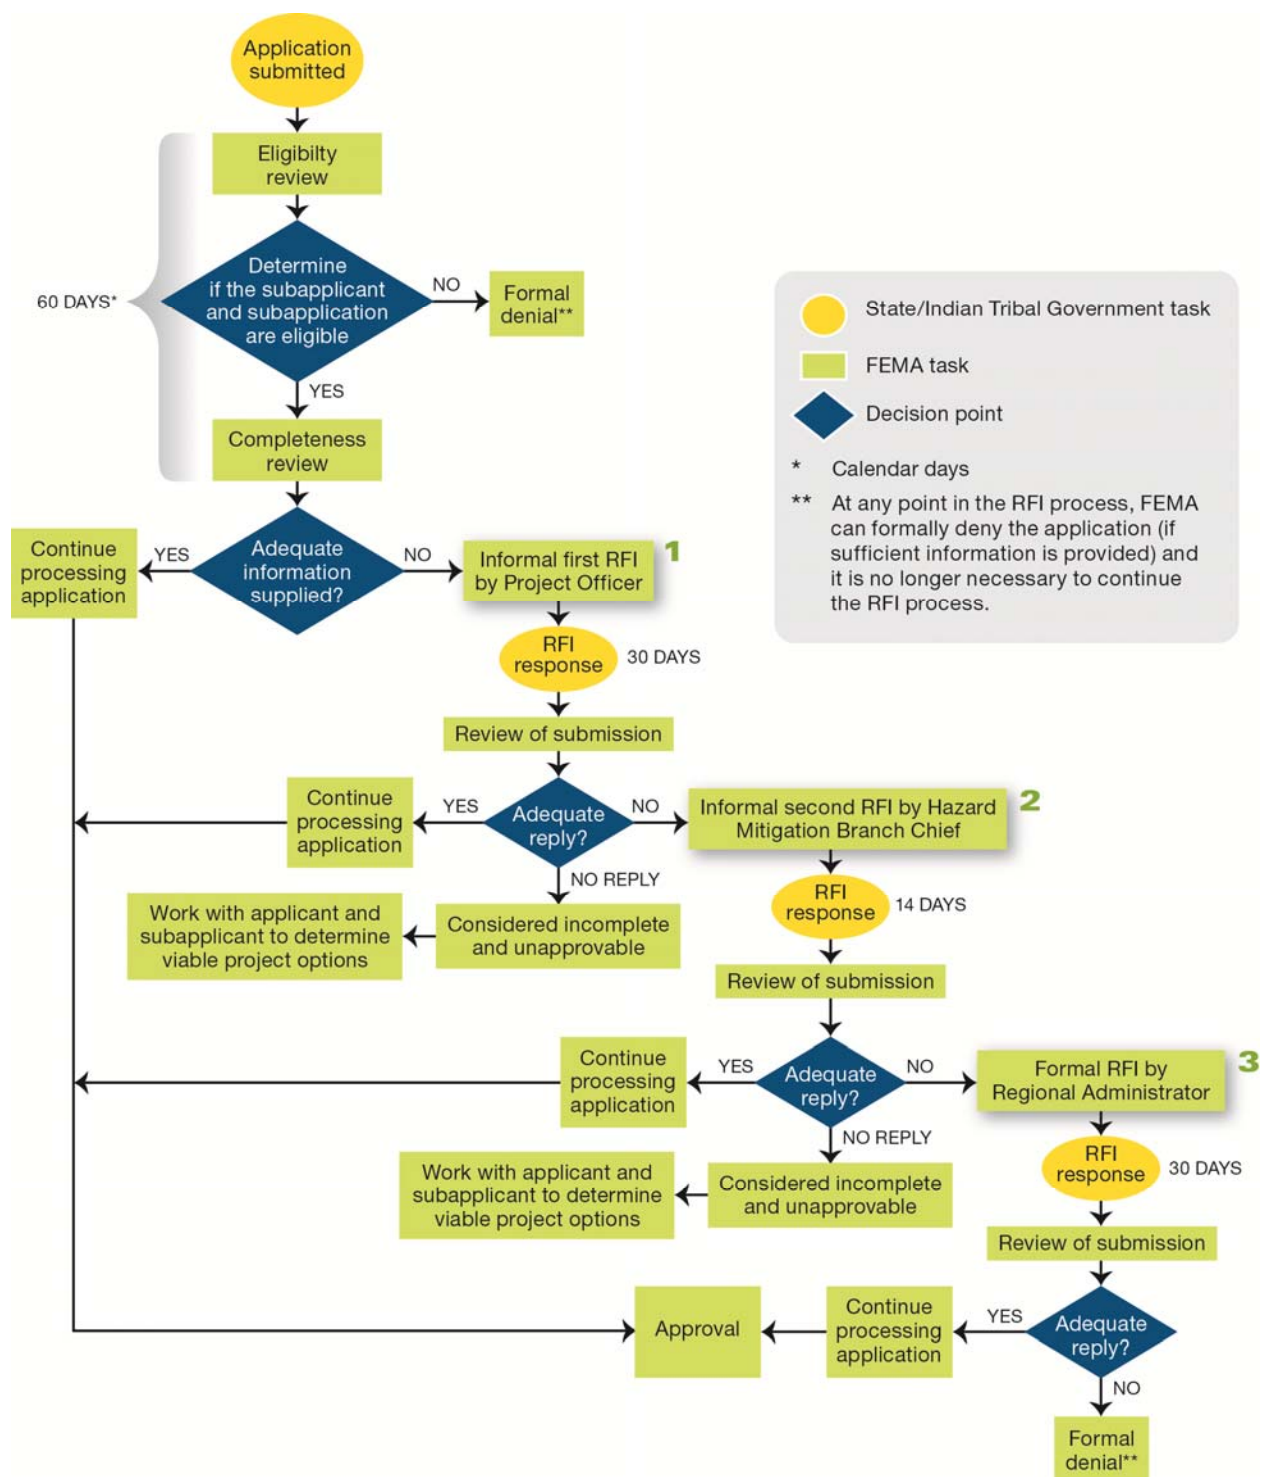 Application
submitted
Eligibilty
review
60 DAYS*
Determine
if the subapplicant
and subapplication
are eligible
NO
Formal
denial**
YES
Completeness
review
State/Indian Tribal Government task
FEMA task
Decision point
* Calendar days
** At any point in the RFI process, FEMA
can formally deny the application (if
sufficient information is provided) and
it is no longer necessary to continue
the RFI process.
Continue
processing
application
YES
Adequate
information
supplied?
NO
Informal first RFI
by Project Officer
1
RFI
response
30 DAYS
Review of submission
Continue
processing
application
YES
Adequate
reply?
NO
Informal second RFI by Hazard
Mitigation Branch Chief
2
NO REPLY
Work with applicant and
subapplicant to determine
viable project options
Considered incomplete
and unapprovable
RFI
response
14 DAYS
Review of submission
Continue
processing
application
YES
Adequate
reply?
NO
Formal RFI by
Regional Administrator
3
NO REPLY
Work with applicant and
subapplicant to determine
viable project options
Considered incomplete
and unapprovable
RFI
response
30 DAYS
Review of submission
Approval
Continue
processing
application
YES
Adequate
reply?
NO
Formal
denial**